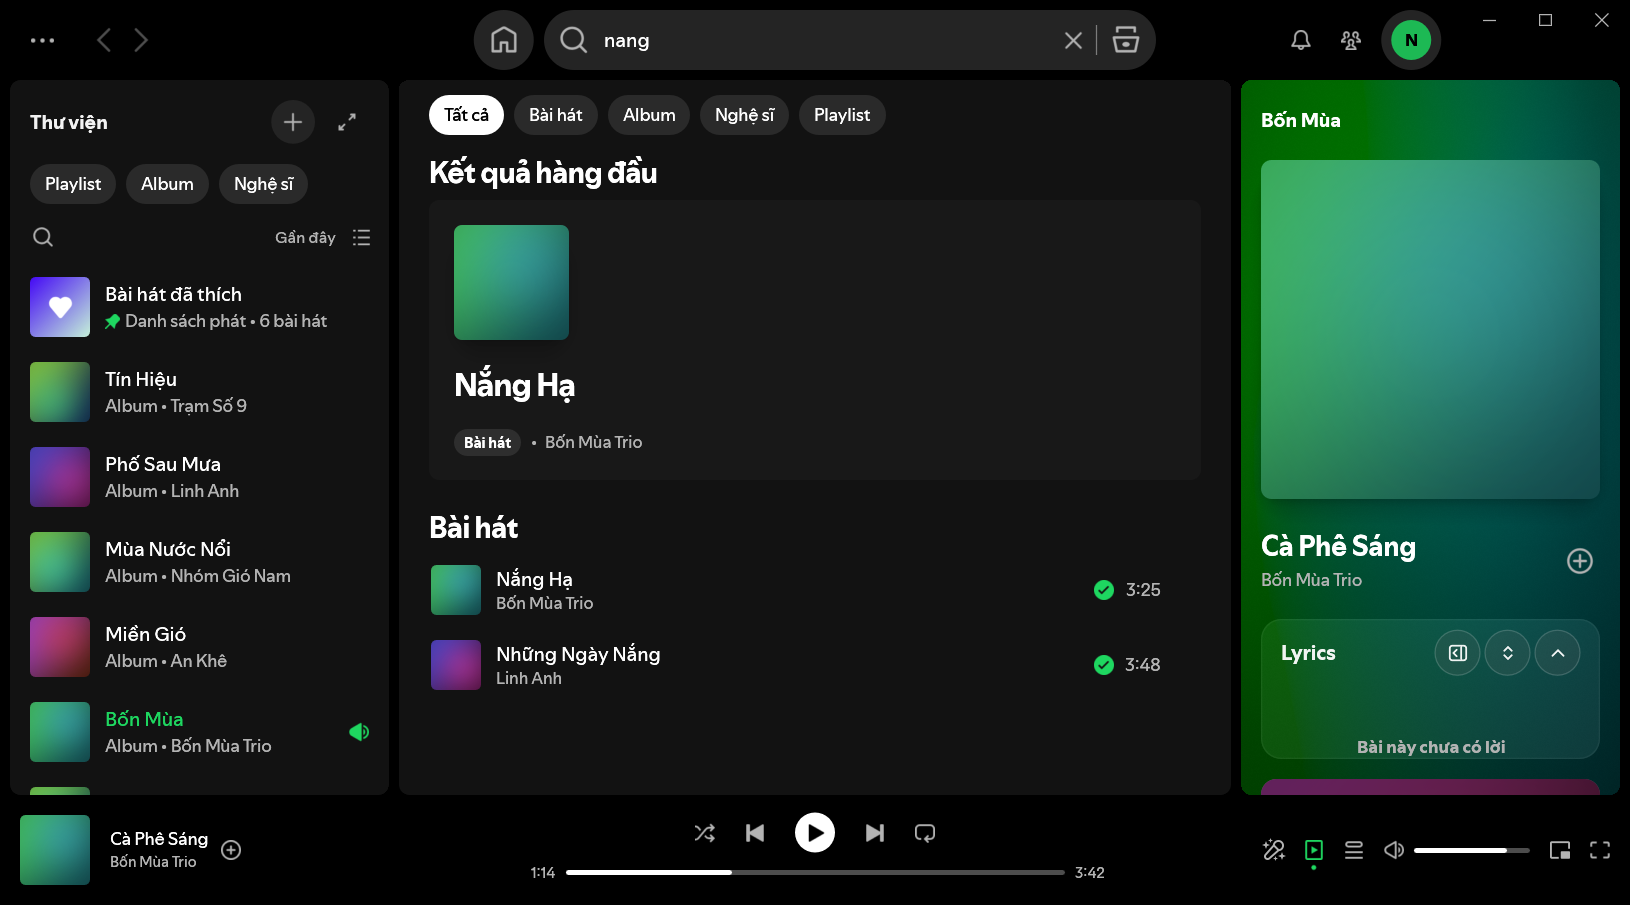 nang
N
Thư viện
Playlist
Album
Nghệ sĩ
Gần đây
Bài hát đã thích
Danh sách phát • 6 bài hát
Tín Hiệu
Album • Trạm Số 9
Phố Sau Mưa
Album • Linh Anh
Mùa Nước Nổi
Album • Nhóm Gió Nam
Miền Gió
Album • An Khê
Bốn Mùa
Album • Bốn Mùa Trio
Tất cả
Bài hát
Album
Nghệ sĩ
Playlist
Kết quả hàng đầu
Nắng Hạ
Bài hát • Bốn Mùa Trio
Bài hát
Nắng Hạ
Bốn Mùa Trio
3:25
Những Ngày Nắng
Linh Anh
3:48
Bốn Mùa
Cà Phê Sáng
Bốn Mùa Trio
Lyrics
Bài này chưa có lời
Cà Phê Sáng
Bốn Mùa Trio
1:14
3:42